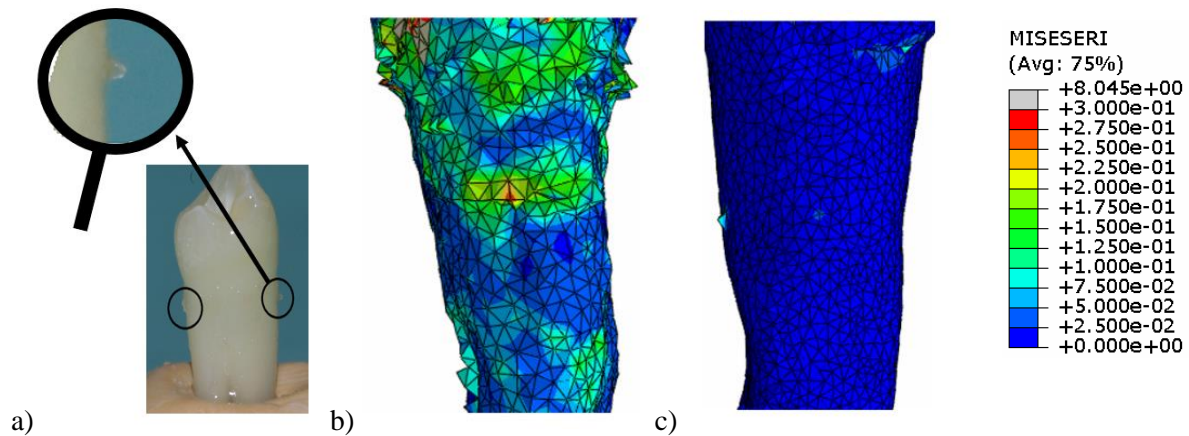 MISESERI
(Avg: 75%)
+8.045e+00
+3.000e-01
+2.750e-01
+2.500e-01
+2.250e-01
+2.000e-01
+1.750e-01
+1.500e-01
+1.250e-01
+1.000e-01
+7.500e-02
+5.000e-02
+2.500e-02
+0.000e+00
a) b) c)